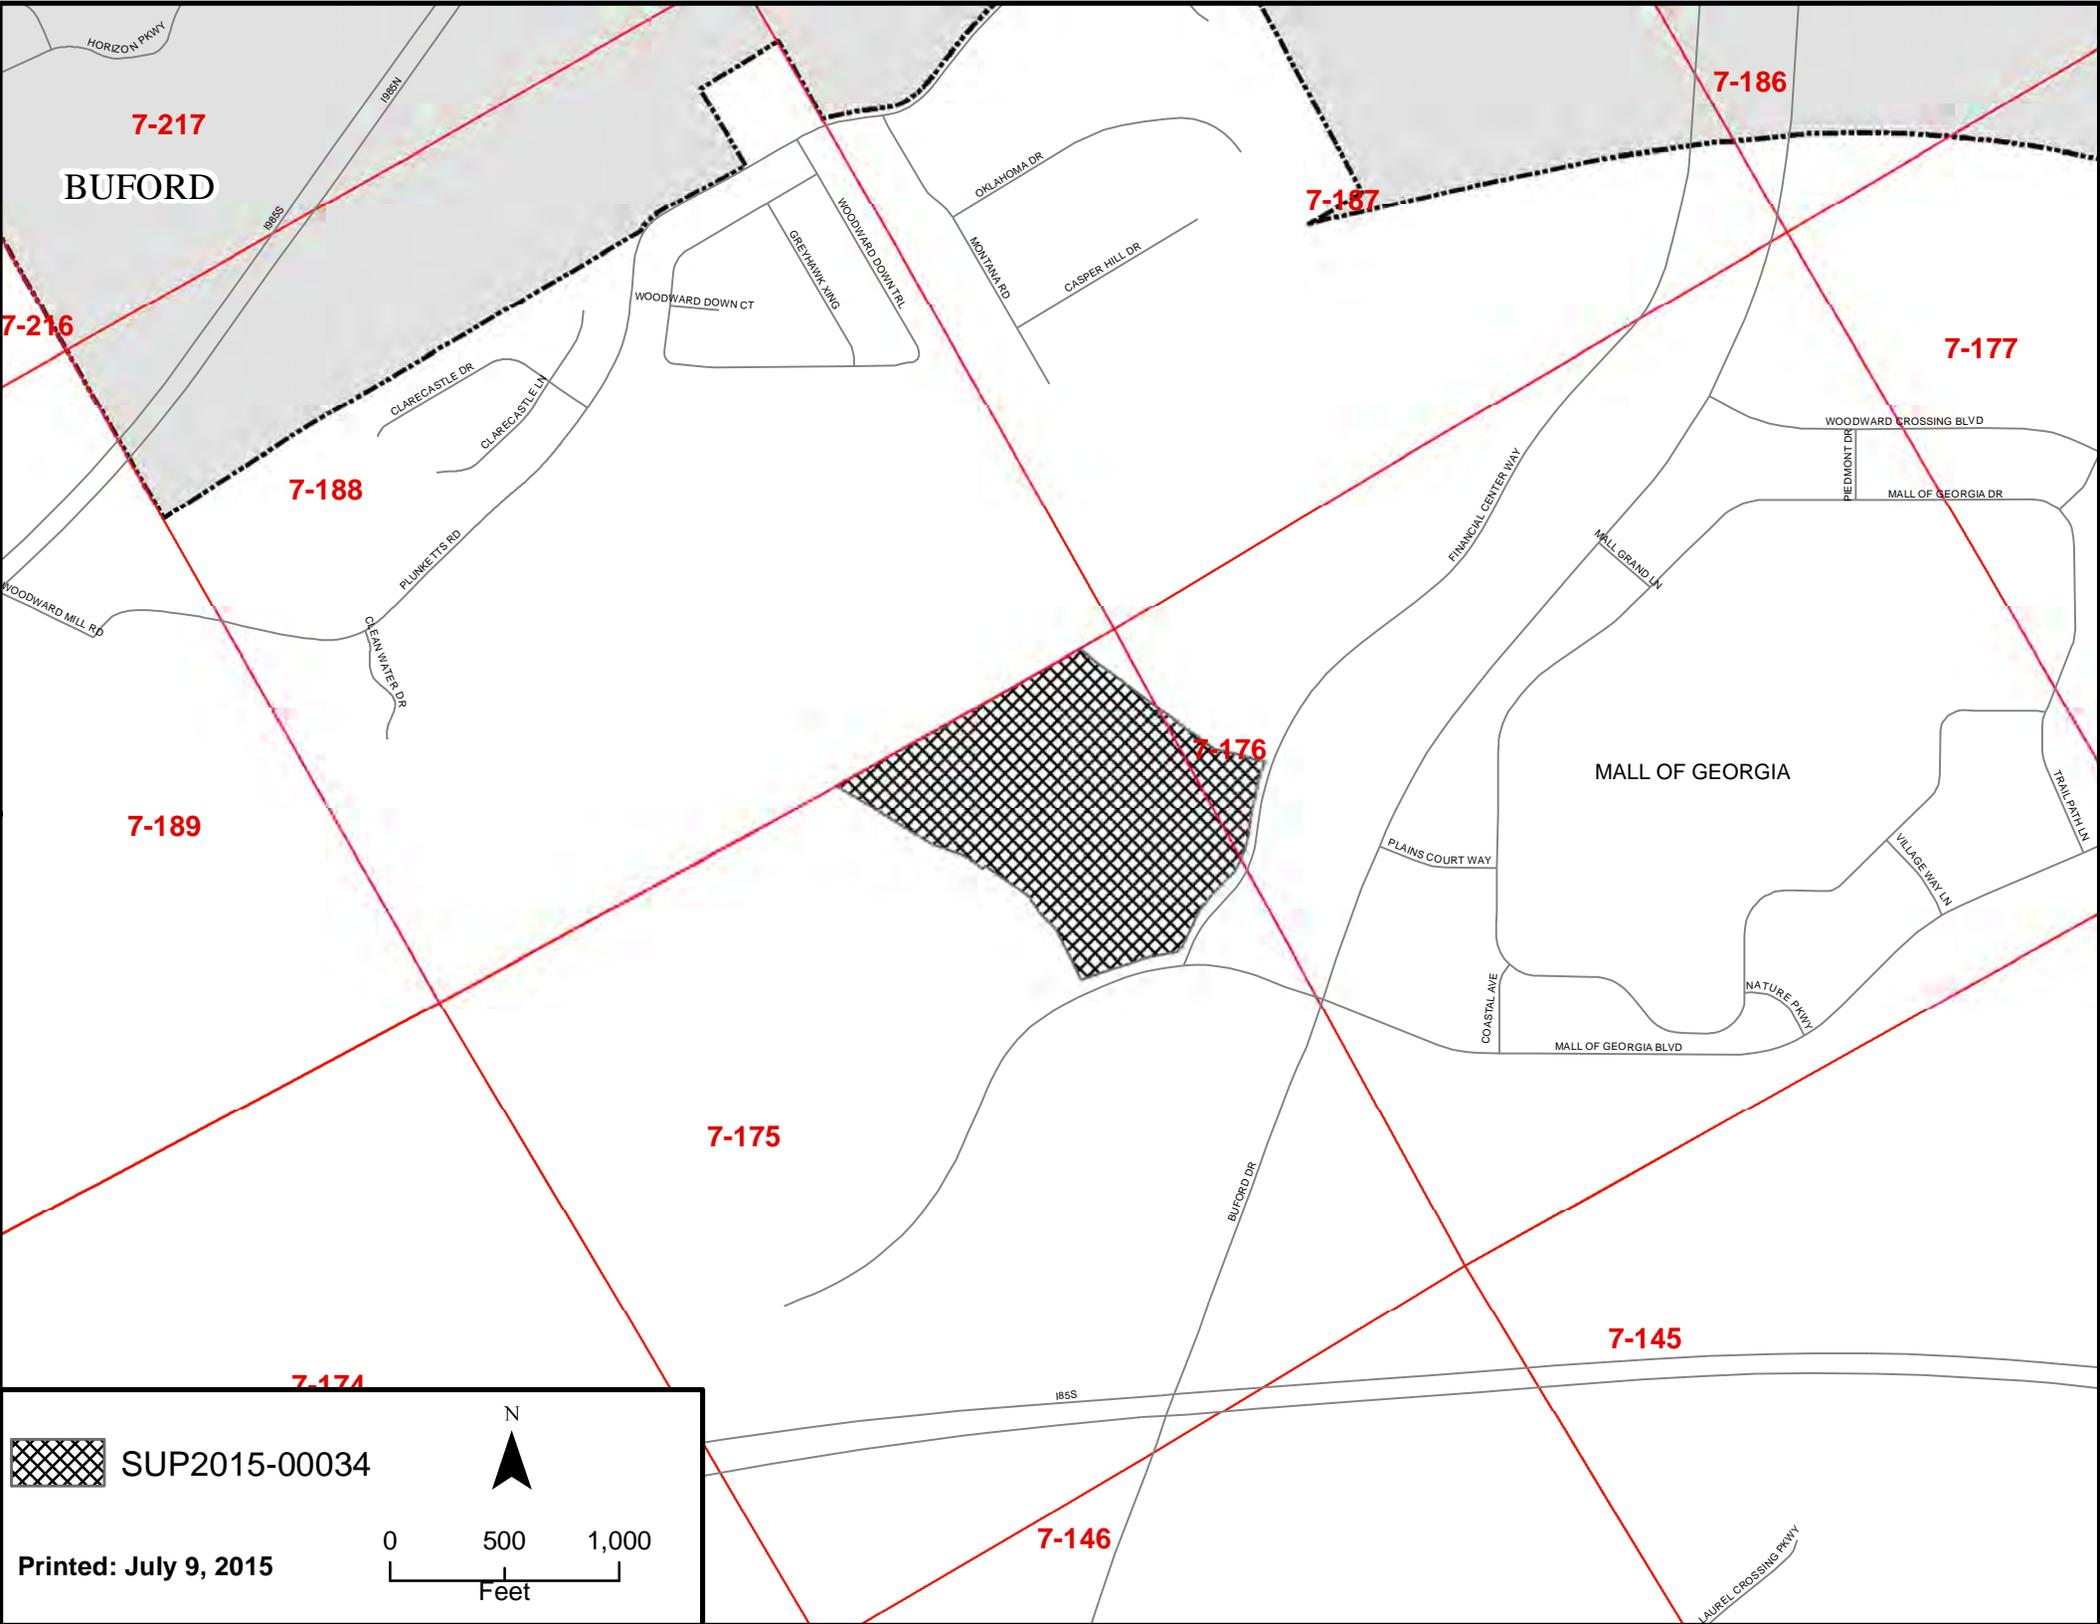 HORIZON PKWY
I985N
7-217
BUFORD
I985S
7-216
7-186
7-187
7-177
OKLAHOMA DR
MONTANA RD
CASPER HILL DR
WOODWARD DOWN TRL
GREYHAWK XING
WOODWARD DOWN CT
CLARECASTLE DR
CLARECASTLE LN
7-188
PLUNKETTS RD
WOODWARD MILL RD
CLEAN WATER DR
7-189
WOODWARD CROSSING BLVD
PIEDMONT DR
MALL OF GEORGIA DR
FINANCIAL CENTER WAY
MALL GRAND LN
7-176
MALL OF GEORGIA
TRAIL PATH LN
PLAINS COURT WAY
VILLAGE WAY LN
COASTAL AVE
NATURE PKWY
MALL OF GEORGIA BLVD
7-175
BUFORD DR
7-145
7-174
I85S
7-146
LAUREL CROSSING PKWY
N
SUP2015-00034
0 500 1,000
Feet
Printed: July 9, 2015